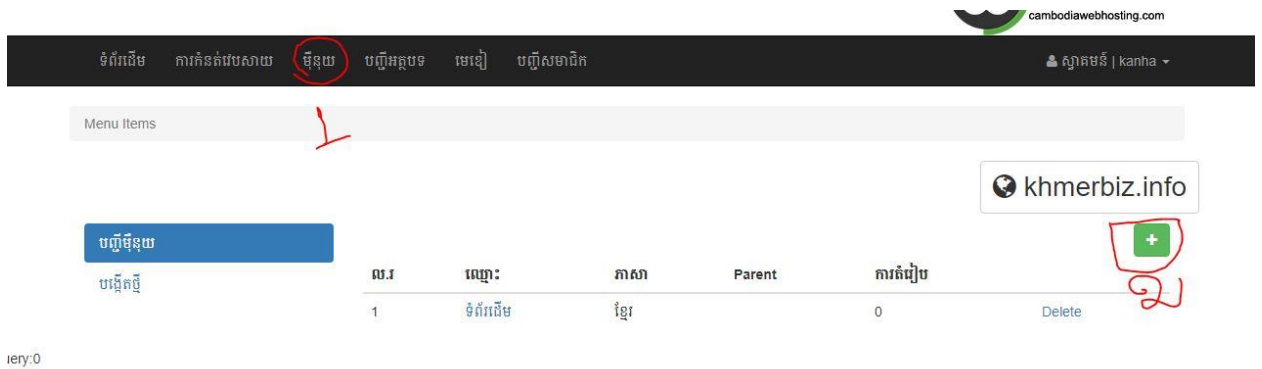 cambodiawebhosting.com
ទំព័រដើម ការកំនត់វេបសាយ ម៉ឺនុយ បញ្ជីអត្ថបទ មេឌៀ បញ្ជីសមាជិក ស្វាគមន៍ | kanha
1
Menu Items
khmerbiz.info
បញ្ជីម៉ឺនុយ
+
បង្កើតថ្មី
ល.រ ឈ្មោះ ភាសា Parent ការតំរៀប
២
1 ទំព័រដើម ខ្មែរ 0 Delete
uery:0